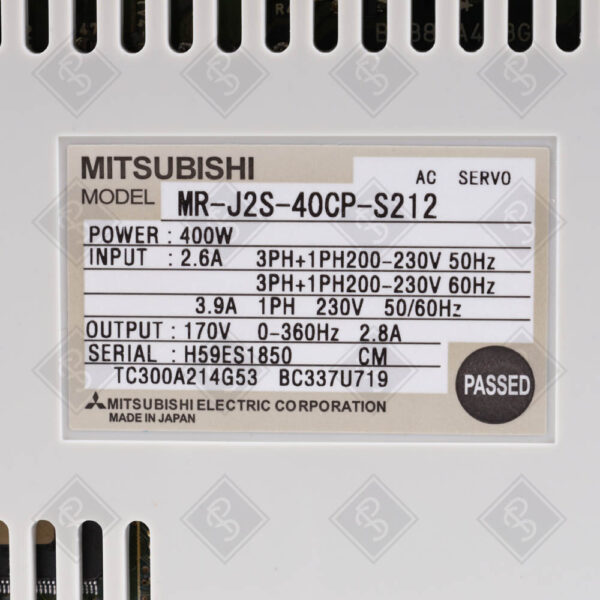 MITSUBISHI
AC SERVO
MODEL MR-J2S-40CP-S212
POWER : 400W
INPUT : 2.6A 3PH+1PH200-230V 50Hz
3PH+1PH200-230V 60Hz
3.9A 1PH 230V 50/60Hz
OUTPUT : 170V 0-360Hz 2.8A
SERIAL : H59ES1850 CM
TC300A214G53 BC337U719
PASSED
MITSUBISHI ELECTRIC CORPORATION
MADE IN JAPAN